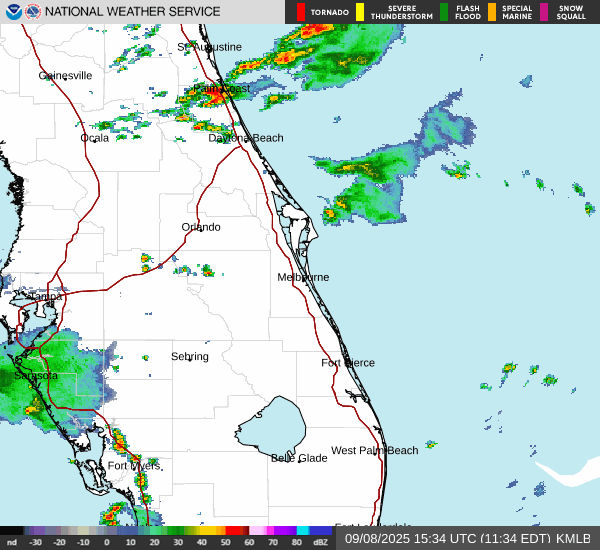 NATIONAL WEATHER SERVICE
TORNADO
SEVERE THUNDERSTORM
FLASH FLOOD
SPECIAL MARINE
SNOW SQUALL
St. Augustine
Gainesville
Palm Coast
Ocala
Daytona Beach
Orlando
Melbourne
Tampa
Sebring
Fort Pierce
Sarasota
West Palm Beach
Belle Glade
Fort Myers
nd -30 -20 -10 0 10 20 30 40 50 60 70 80 dBZ
09/08/2025 15:34 UTC (11:34 EDT) KMLB